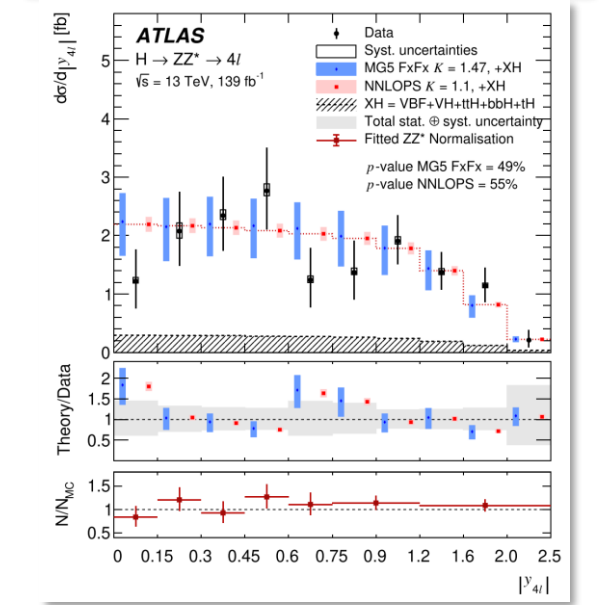 dσ/d|y4l| [fb]
5
4
3
2
1
0
ATLAS
H → ZZ* → 4l
√s = 13 TeV, 139 fb-1
Data
Syst. uncertainties
MG5 FxFx K = 1.47, +XH
NNLOPS K = 1.1, +XH
XH = VBF+VH+ttH+bbH+tH
Total stat. ⊕ syst. uncertainty
Fitted ZZ* Normalisation
p-value MG5 FxFx = 49%
p-value NNLOPS = 55%
Theory/Data
2
1.5
1
0.5
N/NMC
1.5
1
0.5
0 0.15 0.3 0.45 0.6 0.75 0.9 1.2 1.6 2.0 2.5
|y4l|